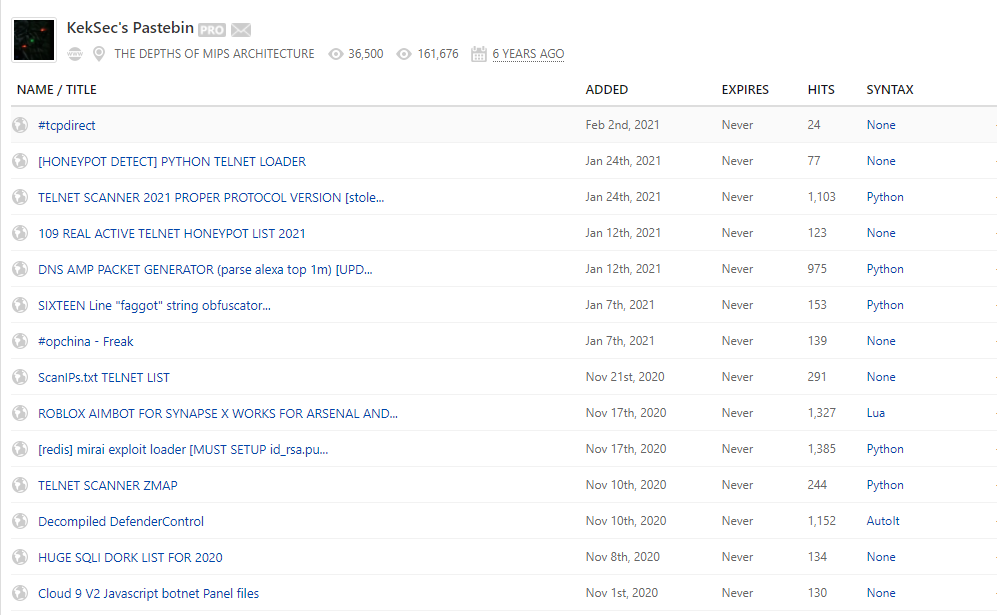 KekSec's Pastebin PRO
WWW THE DEPTHS OF MIPS ARCHITECTURE 36,500 161,676 6 YEARS AGO
NAME / TITLE ADDED EXPIRES HITS SYNTAX
#tcpdirect Feb 2nd, 2021 Never 24 None
[HONEYPOT DETECT] PYTHON TELNET LOADER Jan 24th, 2021 Never 77 None
TELNET SCANNER 2021 PROPER PROTOCOL VERSION [stole... Jan 24th, 2021 Never 1,103 Python
109 REAL ACTIVE TELNET HONEYPOT LIST 2021 Jan 12th, 2021 Never 123 None
DNS AMP PACKET GENERATOR (parse alexa top 1m) [UPD... Jan 12th, 2021 Never 975 Python
SIXTEEN Line "faggot" string obfuscator... Jan 7th, 2021 Never 153 Python
#opchina - Freak Jan 7th, 2021 Never 139 None
ScanIPs.txt TELNET LIST Nov 21st, 2020 Never 291 None
ROBLOX AIMBOT FOR SYNAPSE X WORKS FOR ARSENAL AND... Nov 17th, 2020 Never 1,327 Lua
[redis] mirai exploit loader [MUST SETUP id_rsa.pu... Nov 17th, 2020 Never 1,385 Python
TELNET SCANNER ZMAP Nov 10th, 2020 Never 244 Python
Decompiled DefenderControl Nov 10th, 2020 Never 1,152 AutoIt
HUGE SQLI DORK LIST FOR 2020 Nov 8th, 2020 Never 134 None
Cloud 9 V2 Javascript botnet Panel files Nov 1st, 2020 Never 130 None